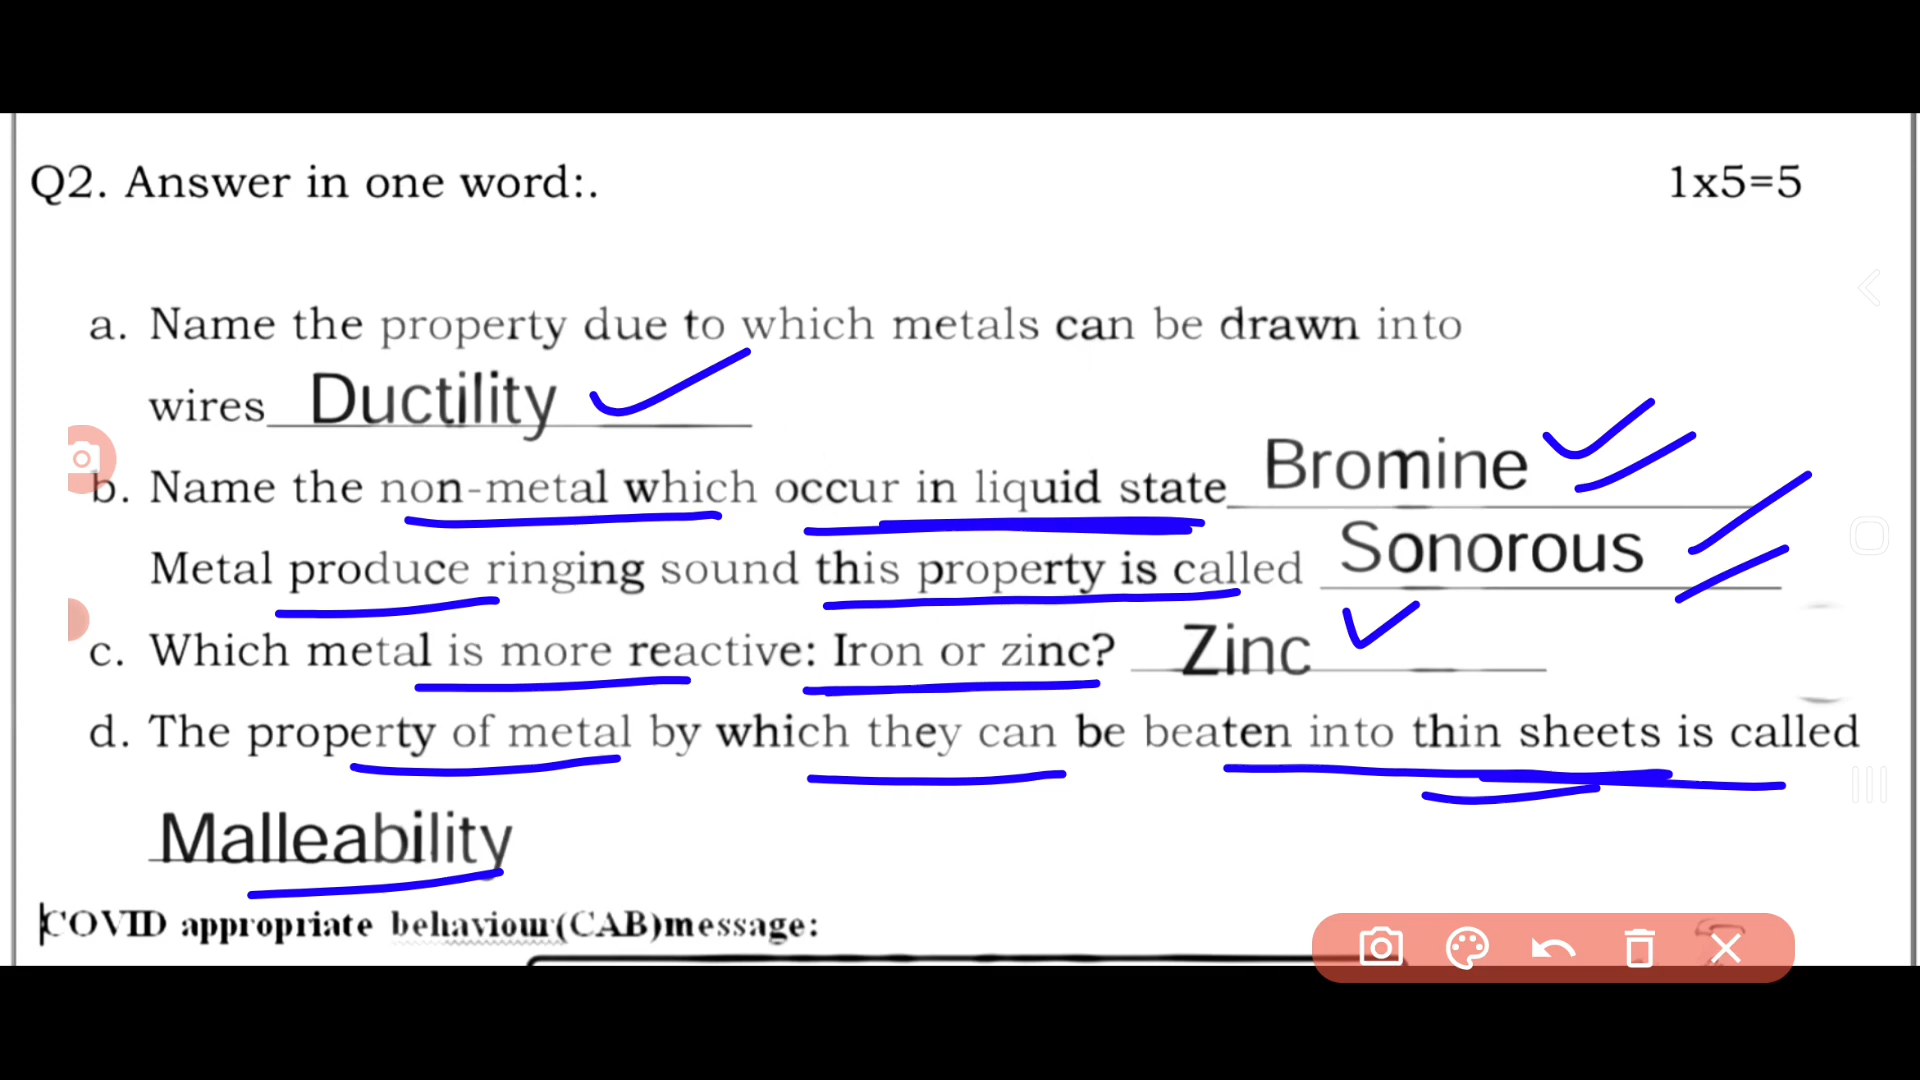 Q2. Answer in one word:. 1x5=5
a. Name the property due to which metals can be drawn into
wires Ductility
b. Name the non-metal which occur in liquid state Bromine
Metal produce ringing sound this property is called Sonorous
c. Which metal is more reactive: Iron or zinc? Zinc
d. The property of metal by which they can be beaten into thin sheets is called
Malleability
COVID appropriate behaviour(CAB)message: